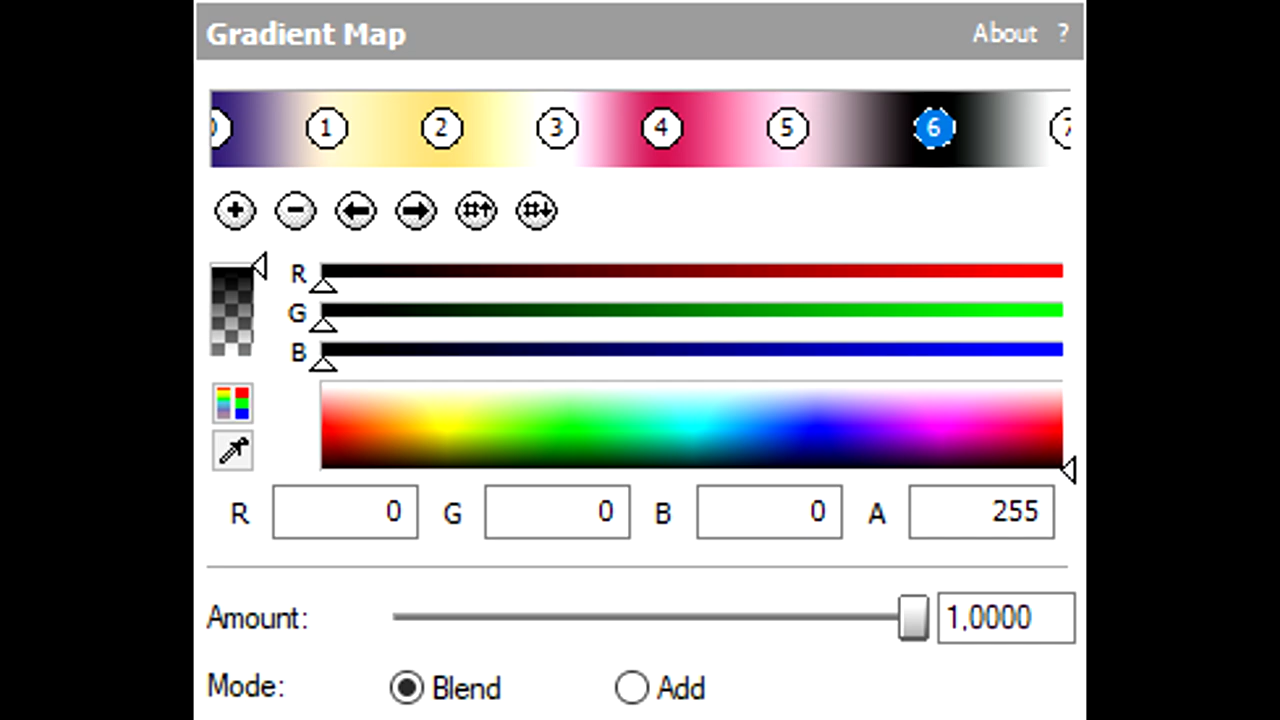 Gradient Map About ?
1 2 3 4 5 6
R
G
B
R 0 G 0 B 0 A 255
Amount: 1,0000
Mode: Blend Add